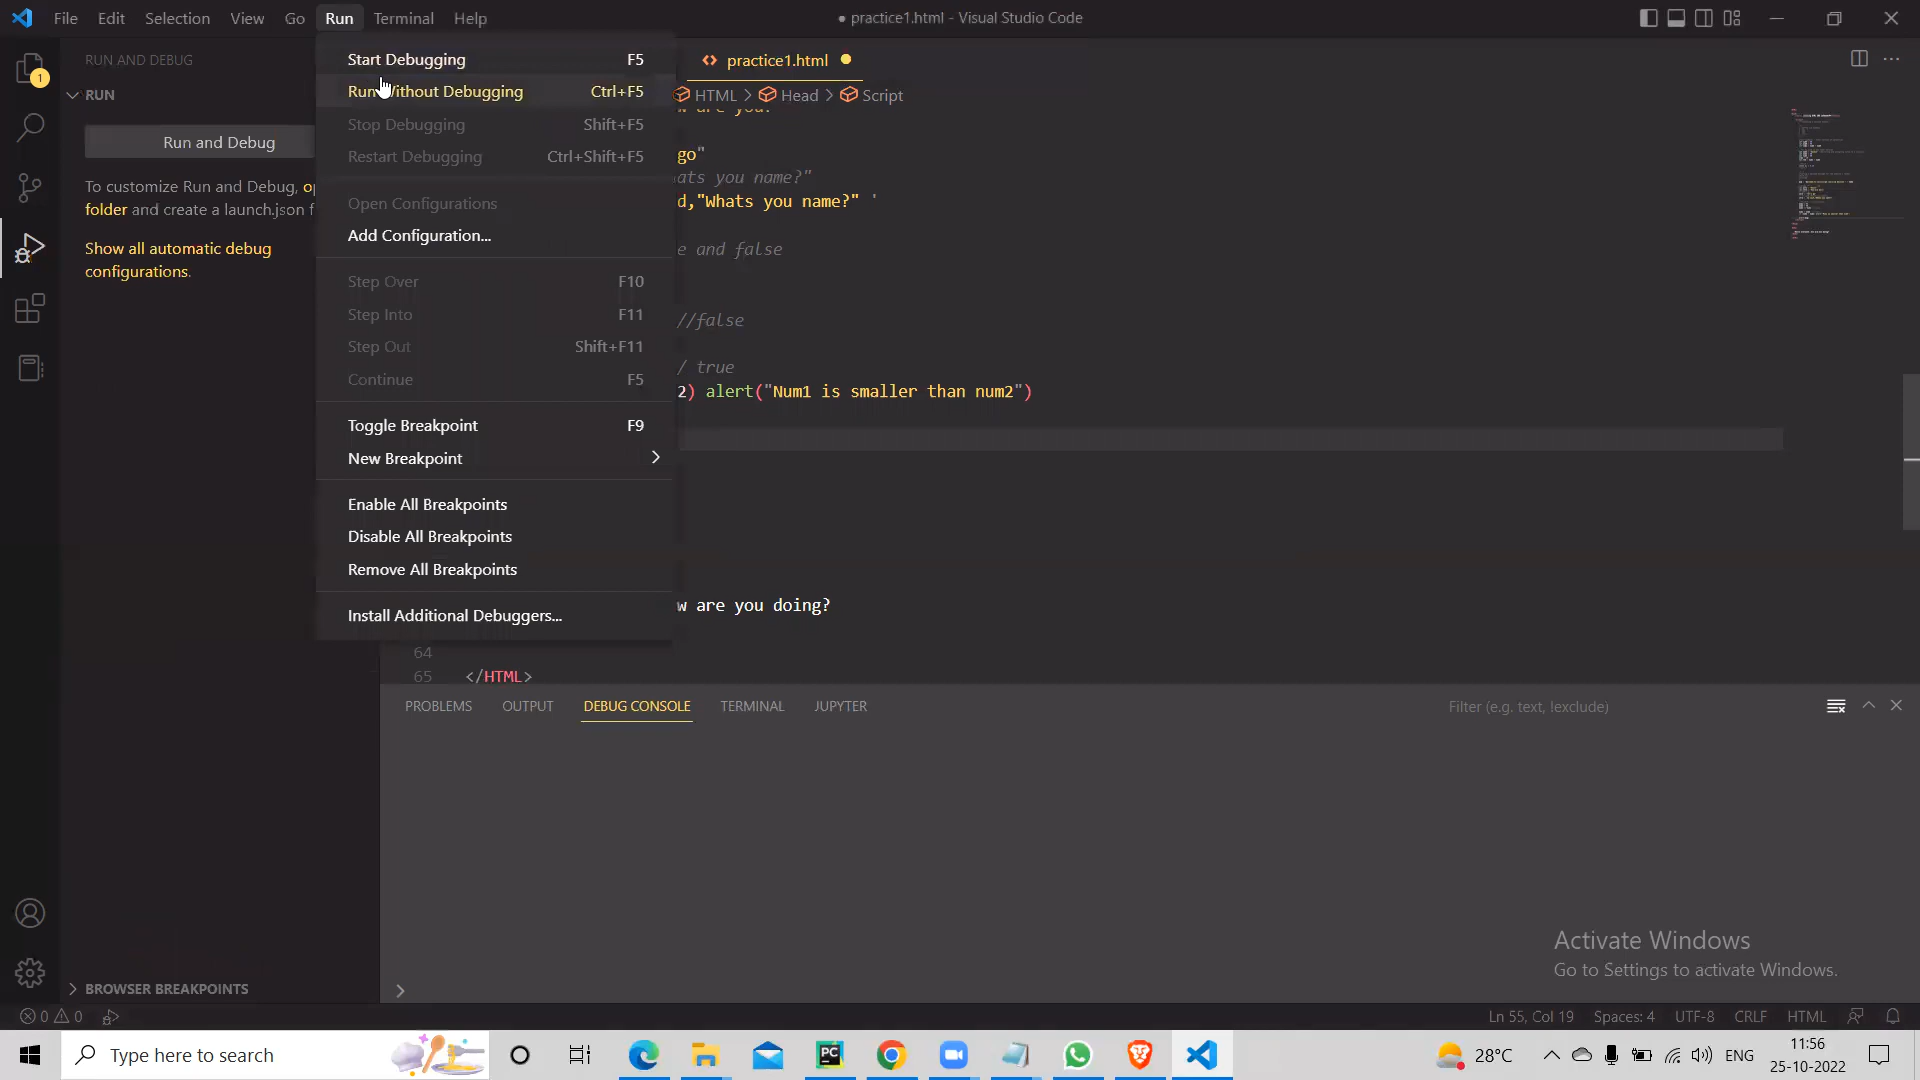 File Edit Selection View Go Run Terminal Help
● practice1.html - Visual Studio Code
RUN AND DEBUG
RUN
Run and Debug
To customize Run and Debug, op
folder and create a launch.json f
Show all automatic debug
configurations.
Start Debugging F5
Run Without Debugging Ctrl+F5
Stop Debugging Shift+F5
Restart Debugging Ctrl+Shift+F5
Open Configurations
Add Configuration...
Step Over F10
Step Into F11
Step Out Shift+F11
Continue F5
Toggle Breakpoint F9
New Breakpoint
Enable All Breakpoints
Disable All Breakpoints
Remove All Breakpoints
Install Additional Debuggers...
<> practice1.html
HTML > Head > Script
w are you?
go"
ats you name?"
d,"Whats you name?" '
e and false
//false
/ true
2) alert("Num1 is smaller than num2")
w are you doing?
64
65 </HTML>
PROBLEMS OUTPUT DEBUG CONSOLE TERMINAL JUPYTER
Filter (e.g. text, !exclude)
Activate Windows
Go to Settings to activate Windows.
BROWSER BREAKPOINTS
0 0
Ln 55, Col 19 Spaces: 4 UTF-8 CRLF HTML
Type here to search
PC
28°C
ENG
11:56
25-10-2022
1